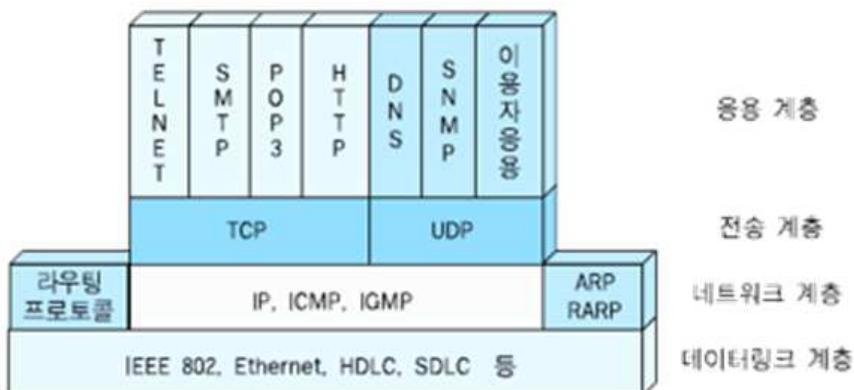 TELNET
SMTP
POP3
HTTP
DNS
SNMP
이용자응용
응용 계층
TCP
UDP
전송 계층
라우팅
프로토콜
IP, ICMP, IGMP
ARP
RARP
네트워크 계층
IEEE 802, Ethernet, HDLC, SDLC 등
데이터링크 계층